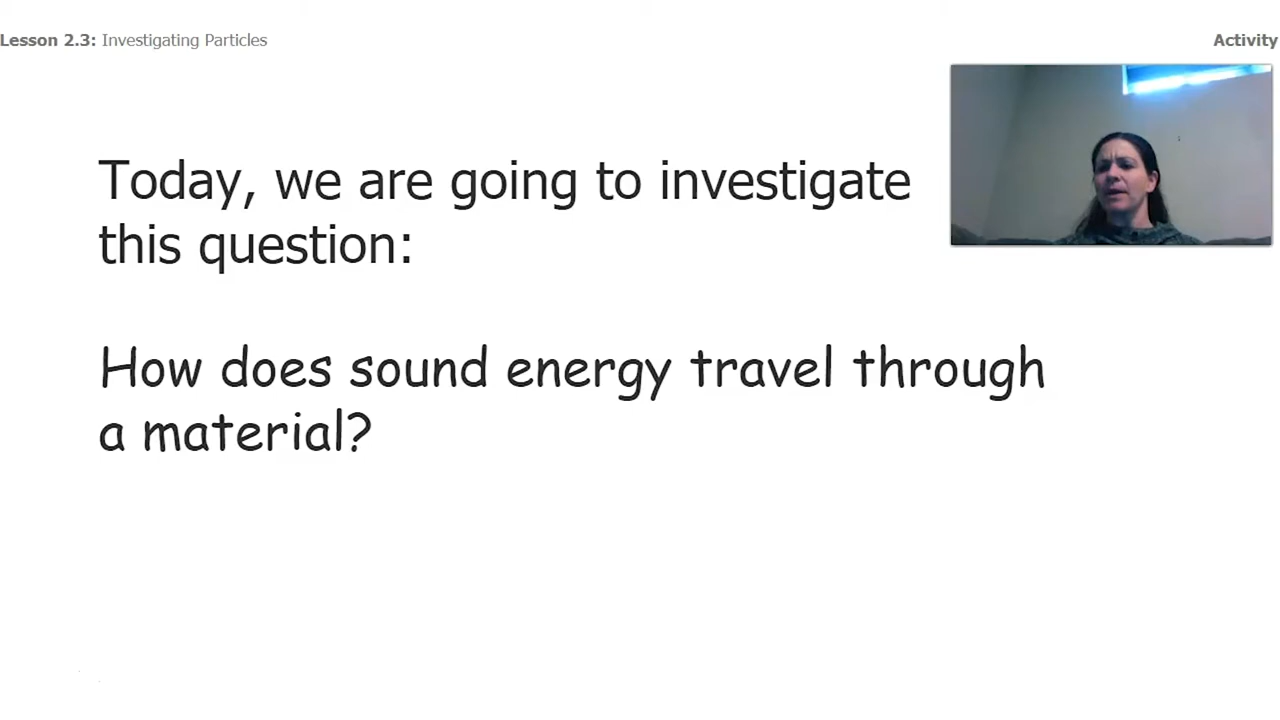 Lesson 2.3: Investigating Particles
Activity
Today, we are going to investigate
this question:
How does sound energy travel through
a material?